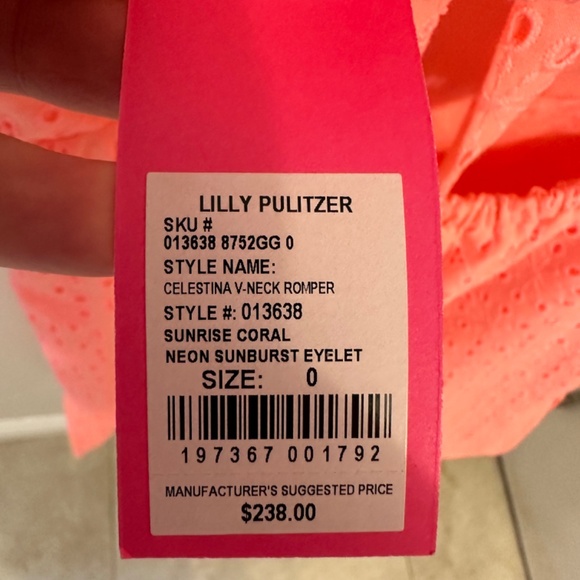 LILLY PULITZER
SKU #
013638 8752GG 0
STYLE NAME:
CELESTINA V-NECK ROMPER
STYLE #: 013638
SUNRISE CORAL
NEON SUNBURST EYELET
SIZE: 0
197367 001792
MANUFACTURER'S SUGGESTED PRICE
$238.00